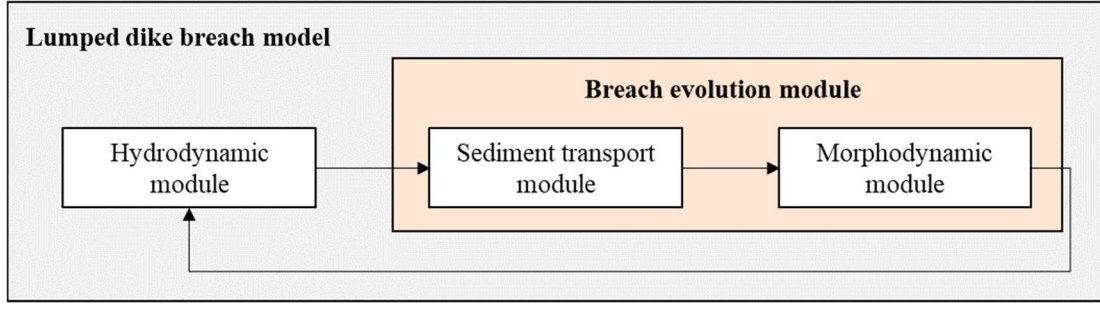 Lumped dike breach model
Breach evolution module
Hydrodynamic
module
Sediment transport
module
Morphodynamic
module